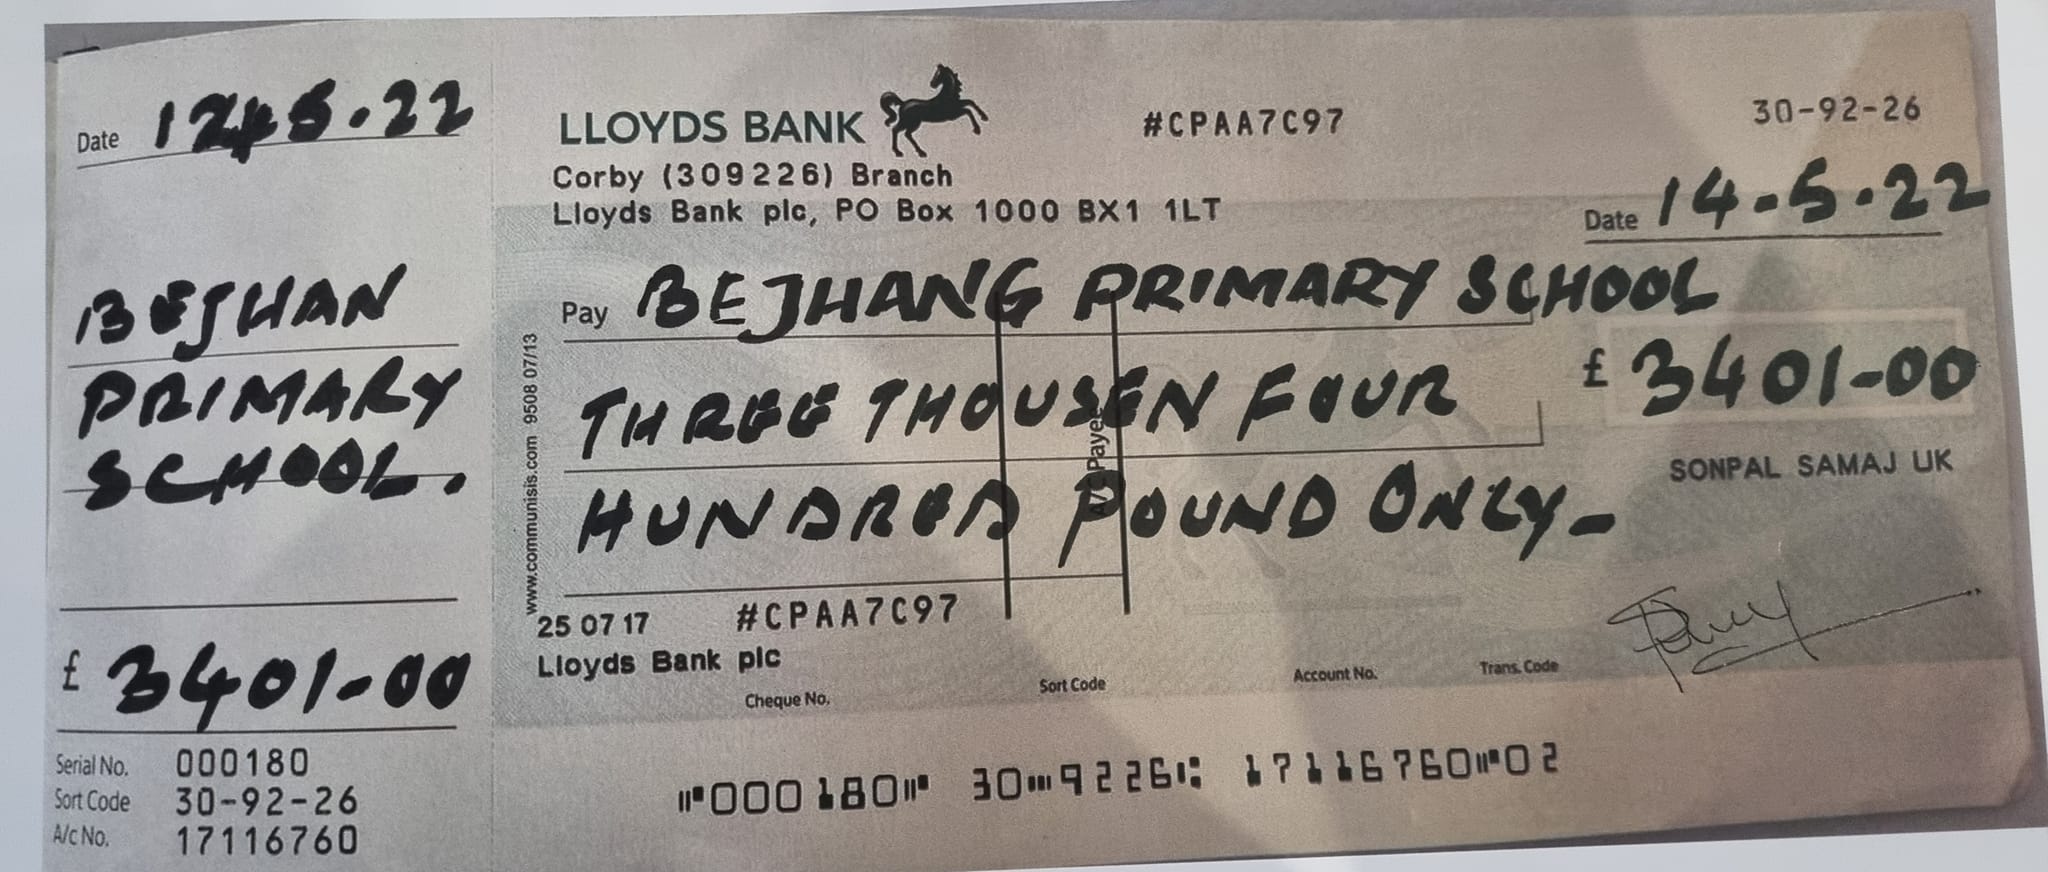 Date 1245.22
BEJHAN
PRIMARY
SCHOOL.
£ 3401-00
Serial No. 000180
Sort Code 30-92-26
A/c No. 17116760
LLOYDS BANK
#CPAA7C97
30-92-26
Corby (309226) Branch
Lloyds Bank plc, PO Box 1000 BX1 1LT
Date 14-5.22
Pay BEJHANG PRIMARY SCHOOL
THREE THOUSEN FOUR
£ 3401-00
HUNDRED POUND ONLY-
A/C Payee
SONPAL SAMAJ UK
www.communisis.com 9508 07/13
25 07 17 #CPAA7C97
Lloyds Bank plc
Cheque No. Sort Code Account No. Trans. Code
⑈000180⑈ 30⑉9226⑆ 17116760⑈02